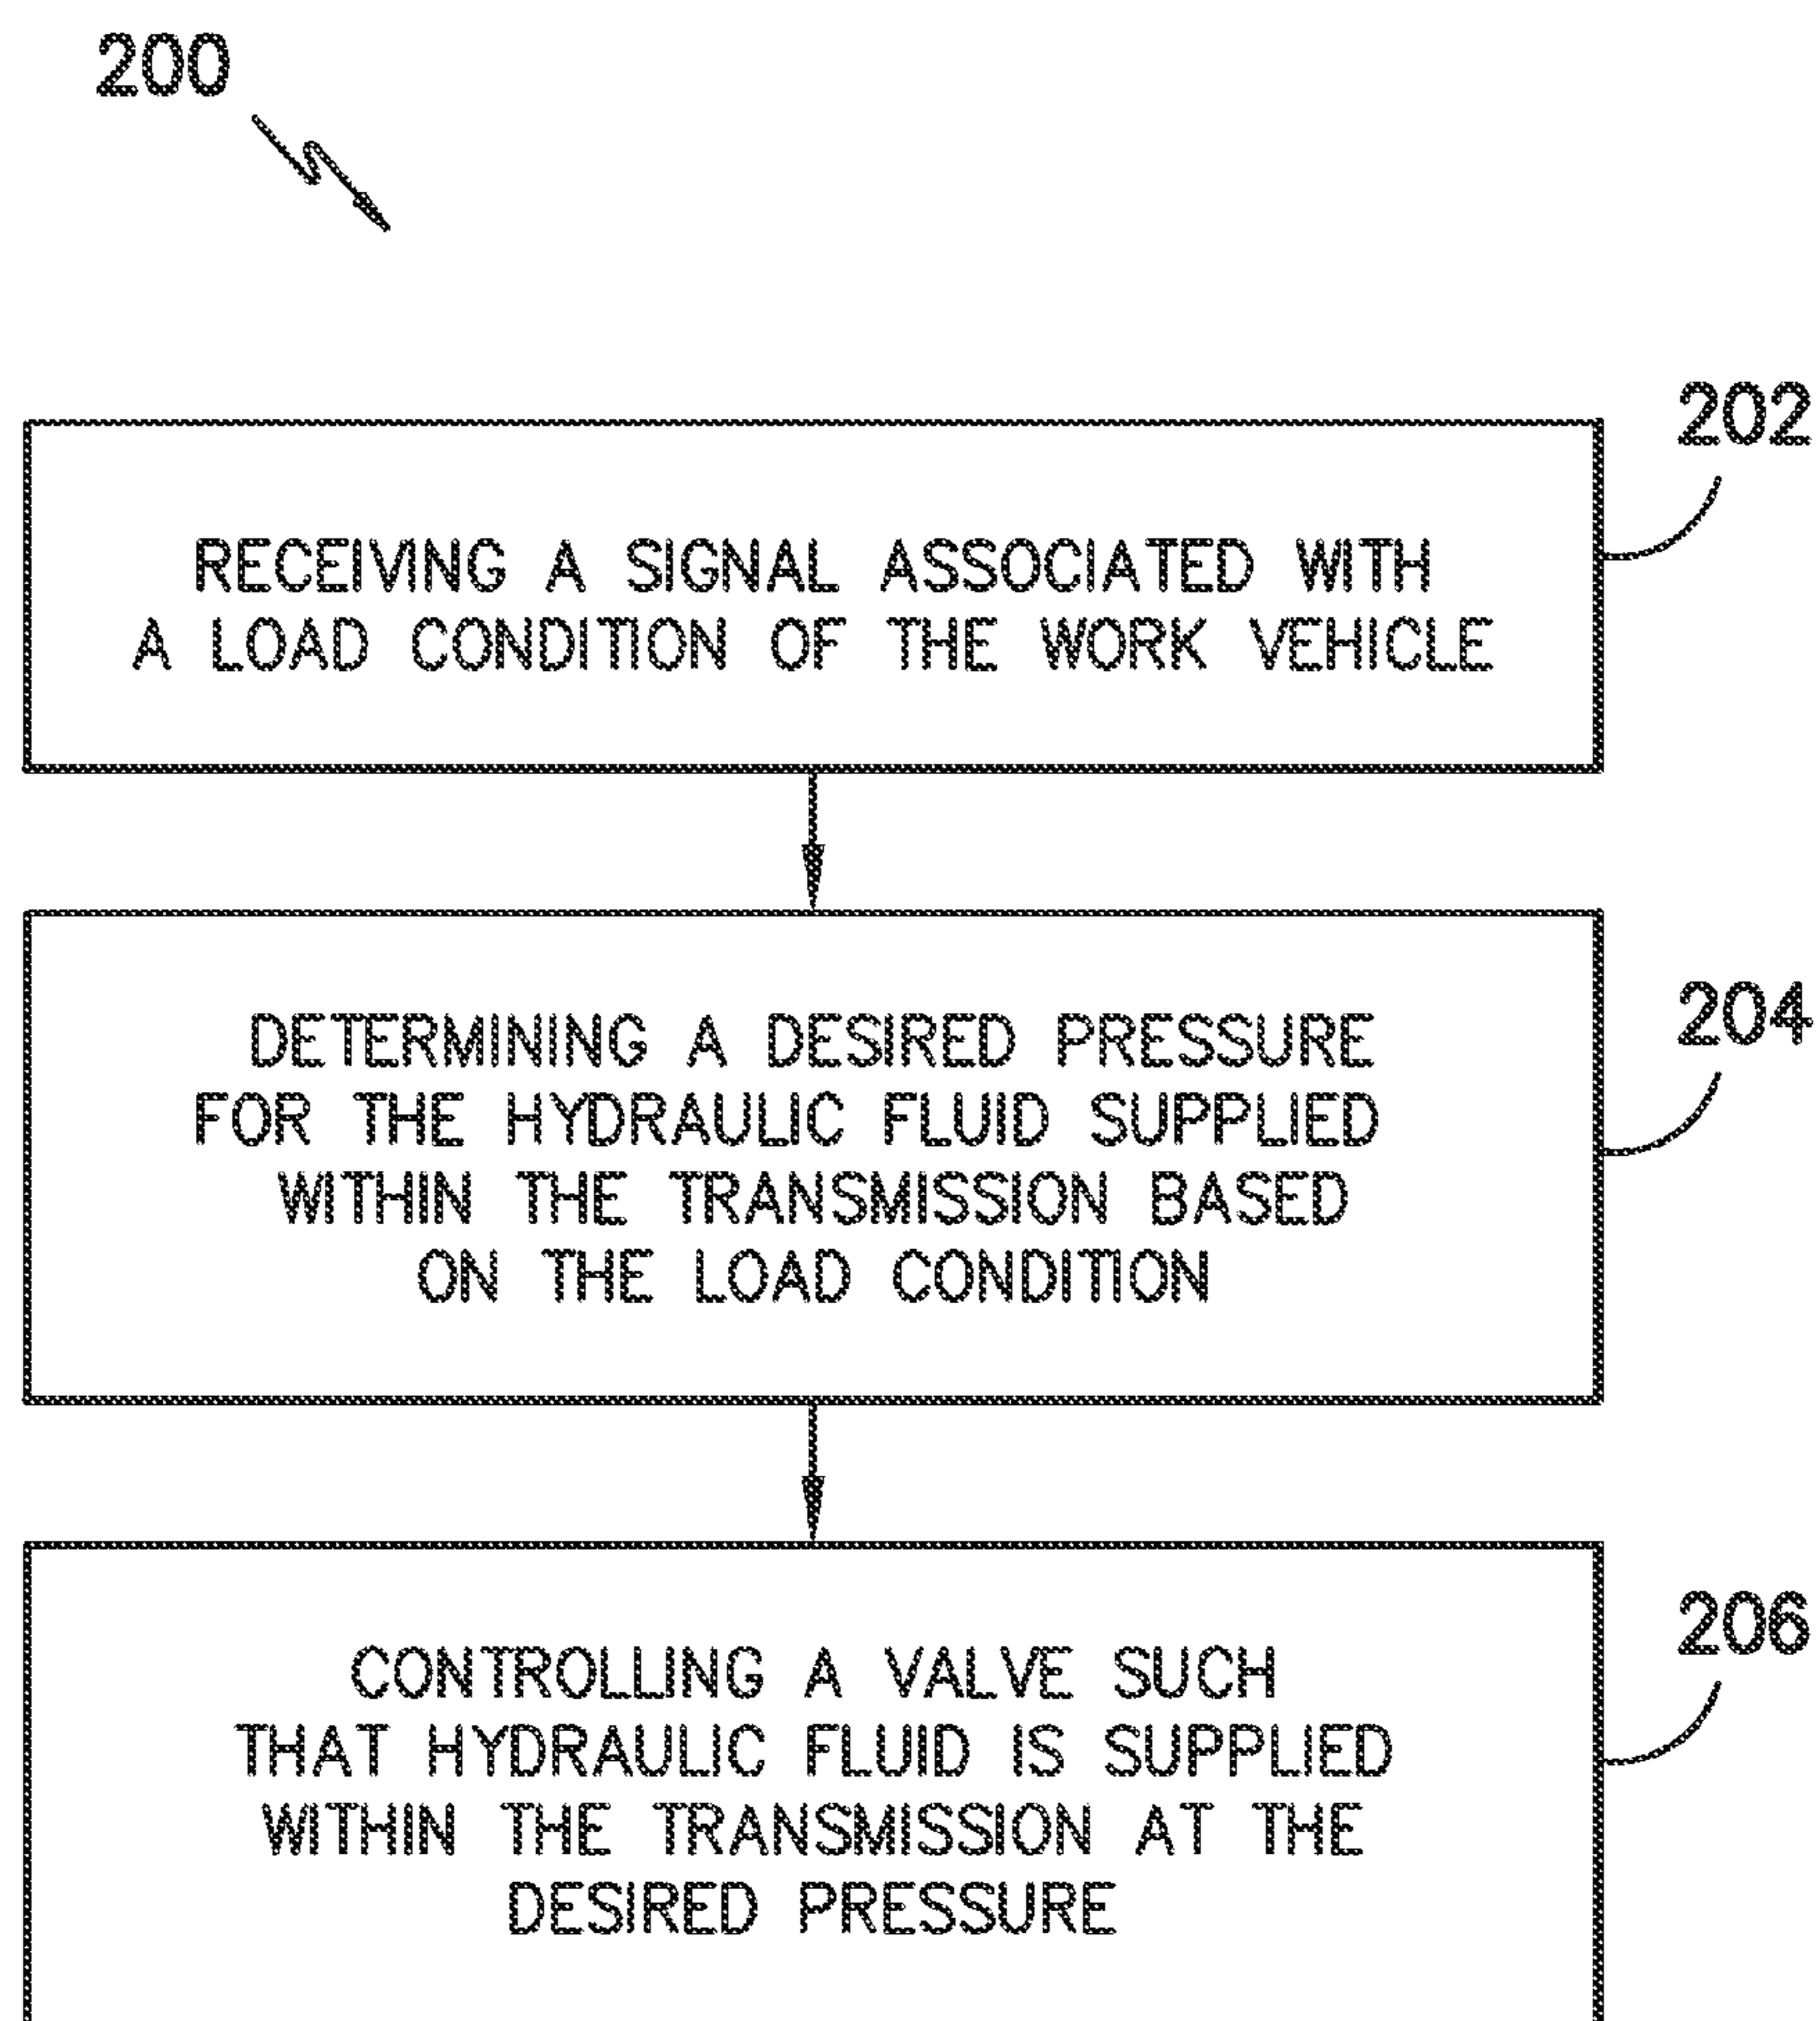 200
202
RECEIVING A SIGNAL ASSOCIATED WITH
A LOAD CONDITION OF THE WORK VEHICLE
204
DETERMINING A DESIRED PRESSURE
FOR THE HYDRAULIC FLUID SUPPLIED
WITHIN THE TRANSMISSION BASED
ON THE LOAD CONDITION
206
CONTROLLING A VALVE SUCH
THAT HYDRAULIC FLUID IS SUPPLIED
WITHIN THE TRANSMISSION AT THE
DESIRED PRESSURE